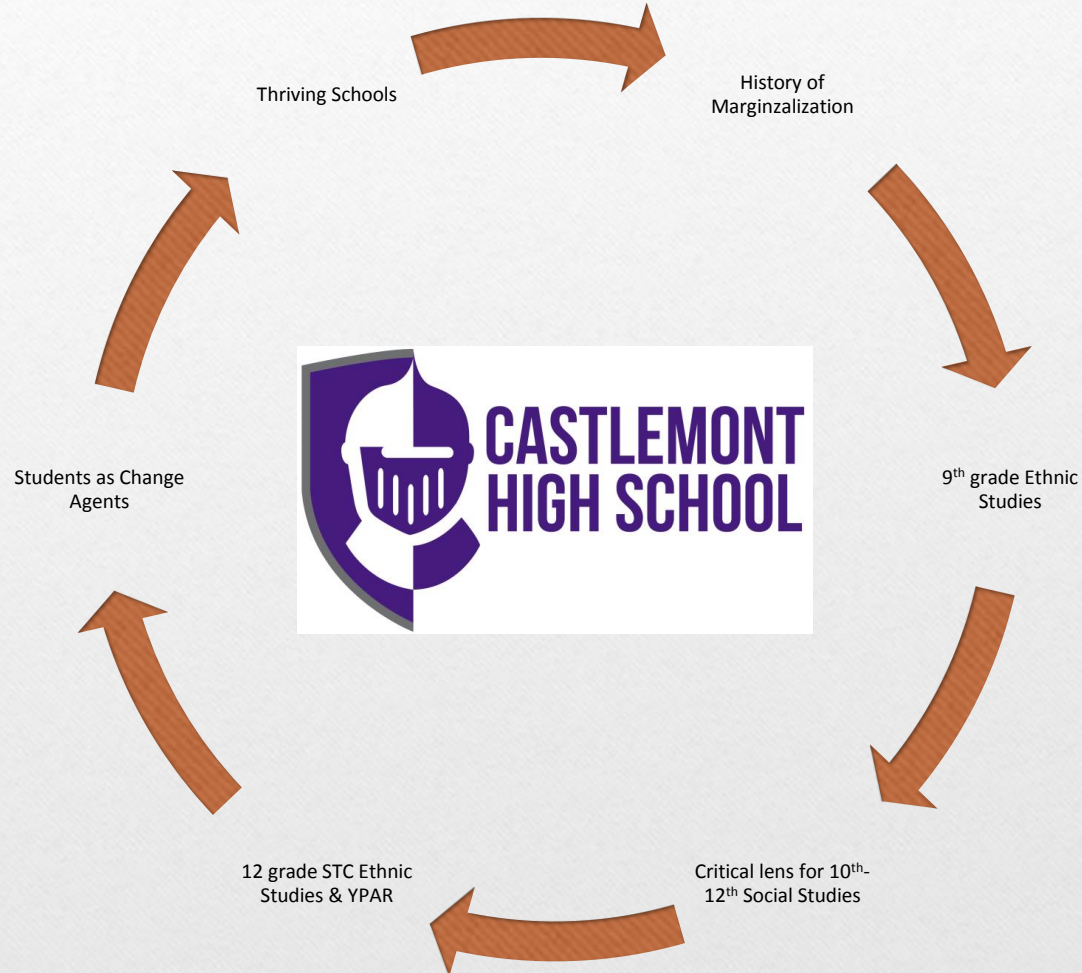 Thriving Schools
History of
Marginzalization
9th grade Ethnic
Studies
Critical lens for 10th-
12th Social Studies
12 grade STC Ethnic
Studies & YPAR
Students as Change
Agents
CASTLEMONT
HIGH SCHOOL